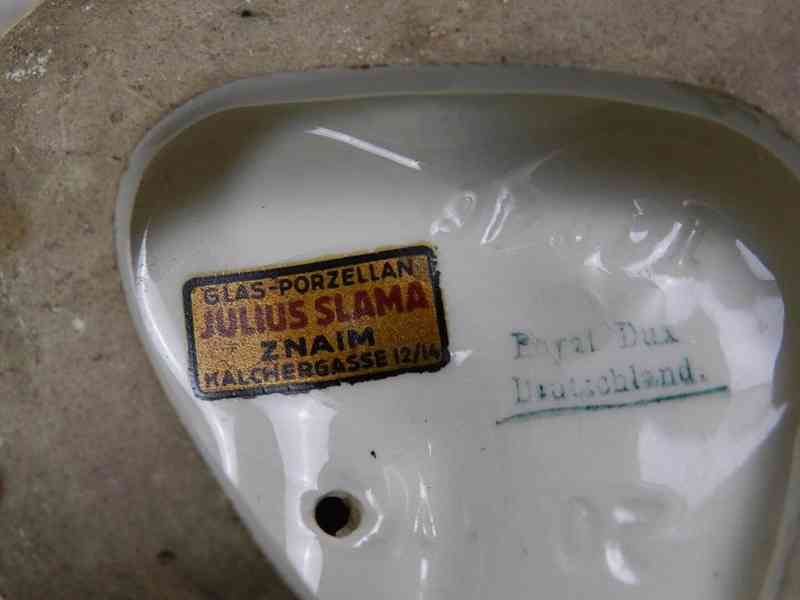 GLAS-PORZELLAN
JULIUS SLAMA
ZNAIM
KALCHERGASSE 12/14
Royal Dux
Deutschland.